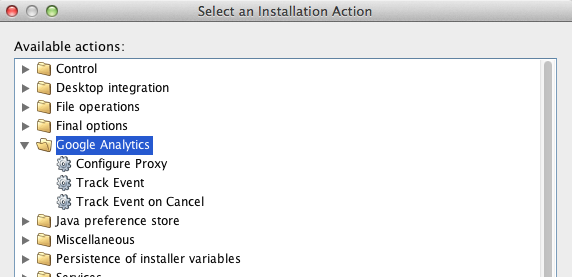 Select an Installation Action
Available actions:
Control
Desktop integration
File operations
Final options
Google Analytics
Configure Proxy
Track Event
Track Event on Cancel
Java preference store
Miscellaneous
Persistence of installer variables
Services